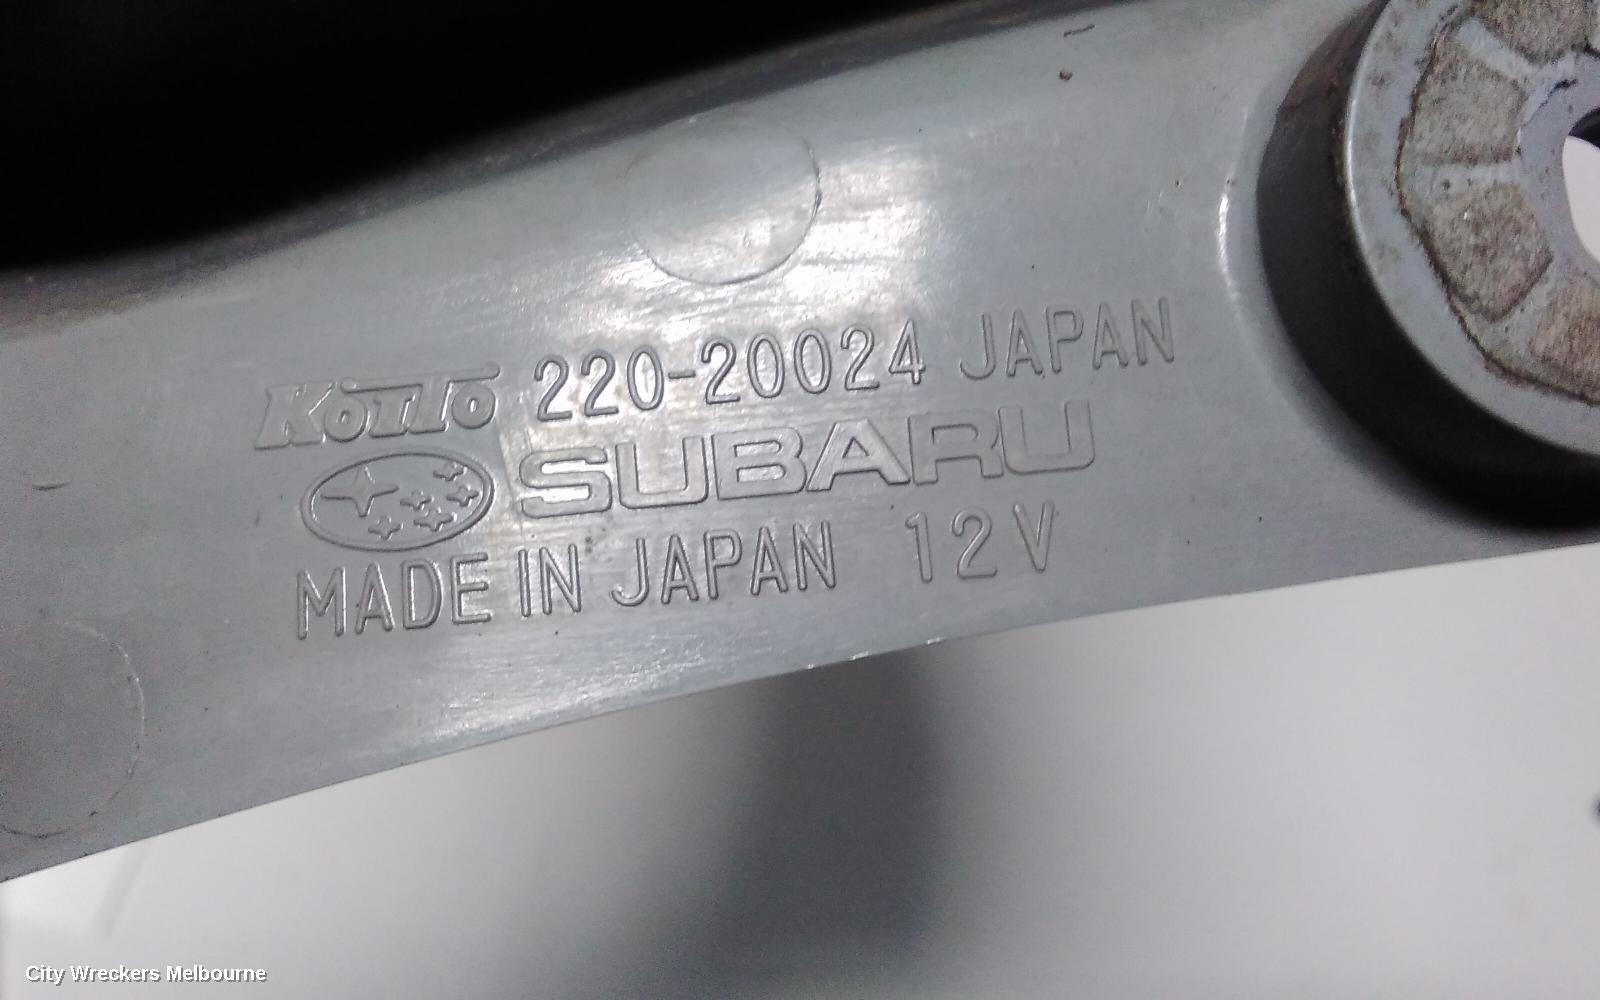 KOITO 220-20024 JAPAN
SUBARU
MADE IN JAPAN 12V
City Wreckers Melbourne